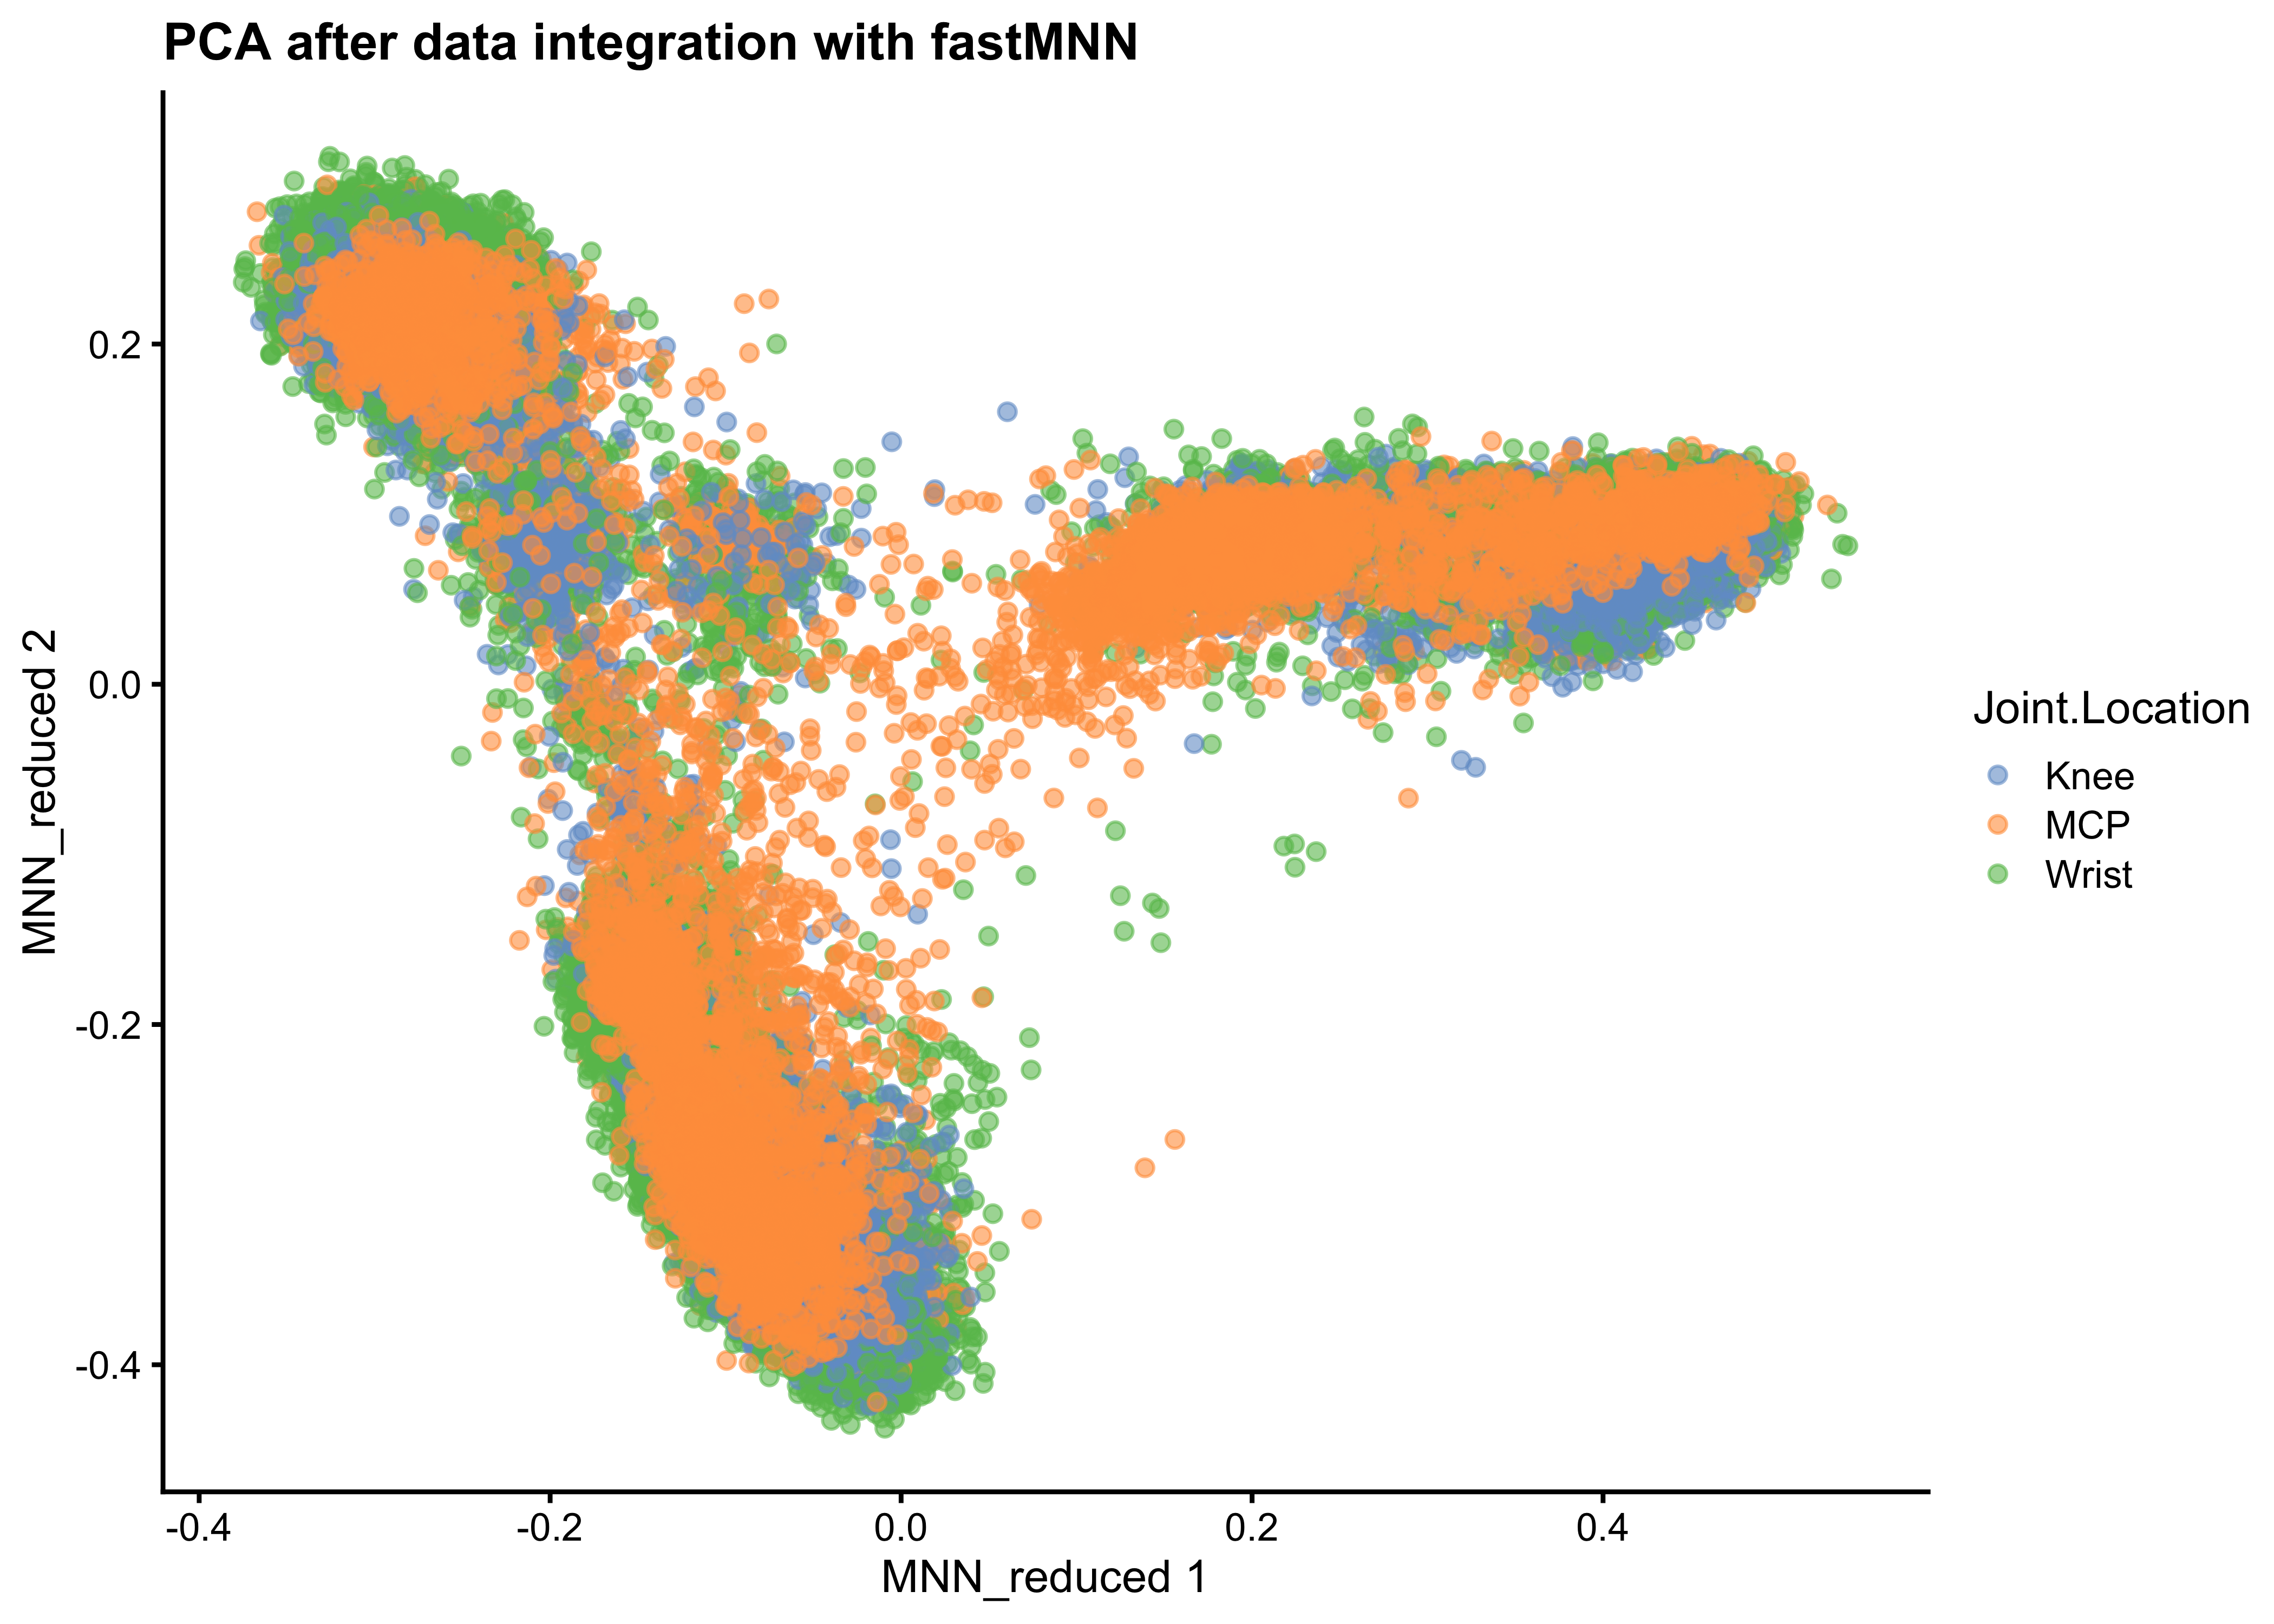 PCA after data integration with fastMNN
MNN_reduced 2
0.2
0.0
-0.2
-0.4
-0.4
-0.2
0.0
0.2
0.4
MNN_reduced 1
Joint.Location
Knee
MCP
Wrist